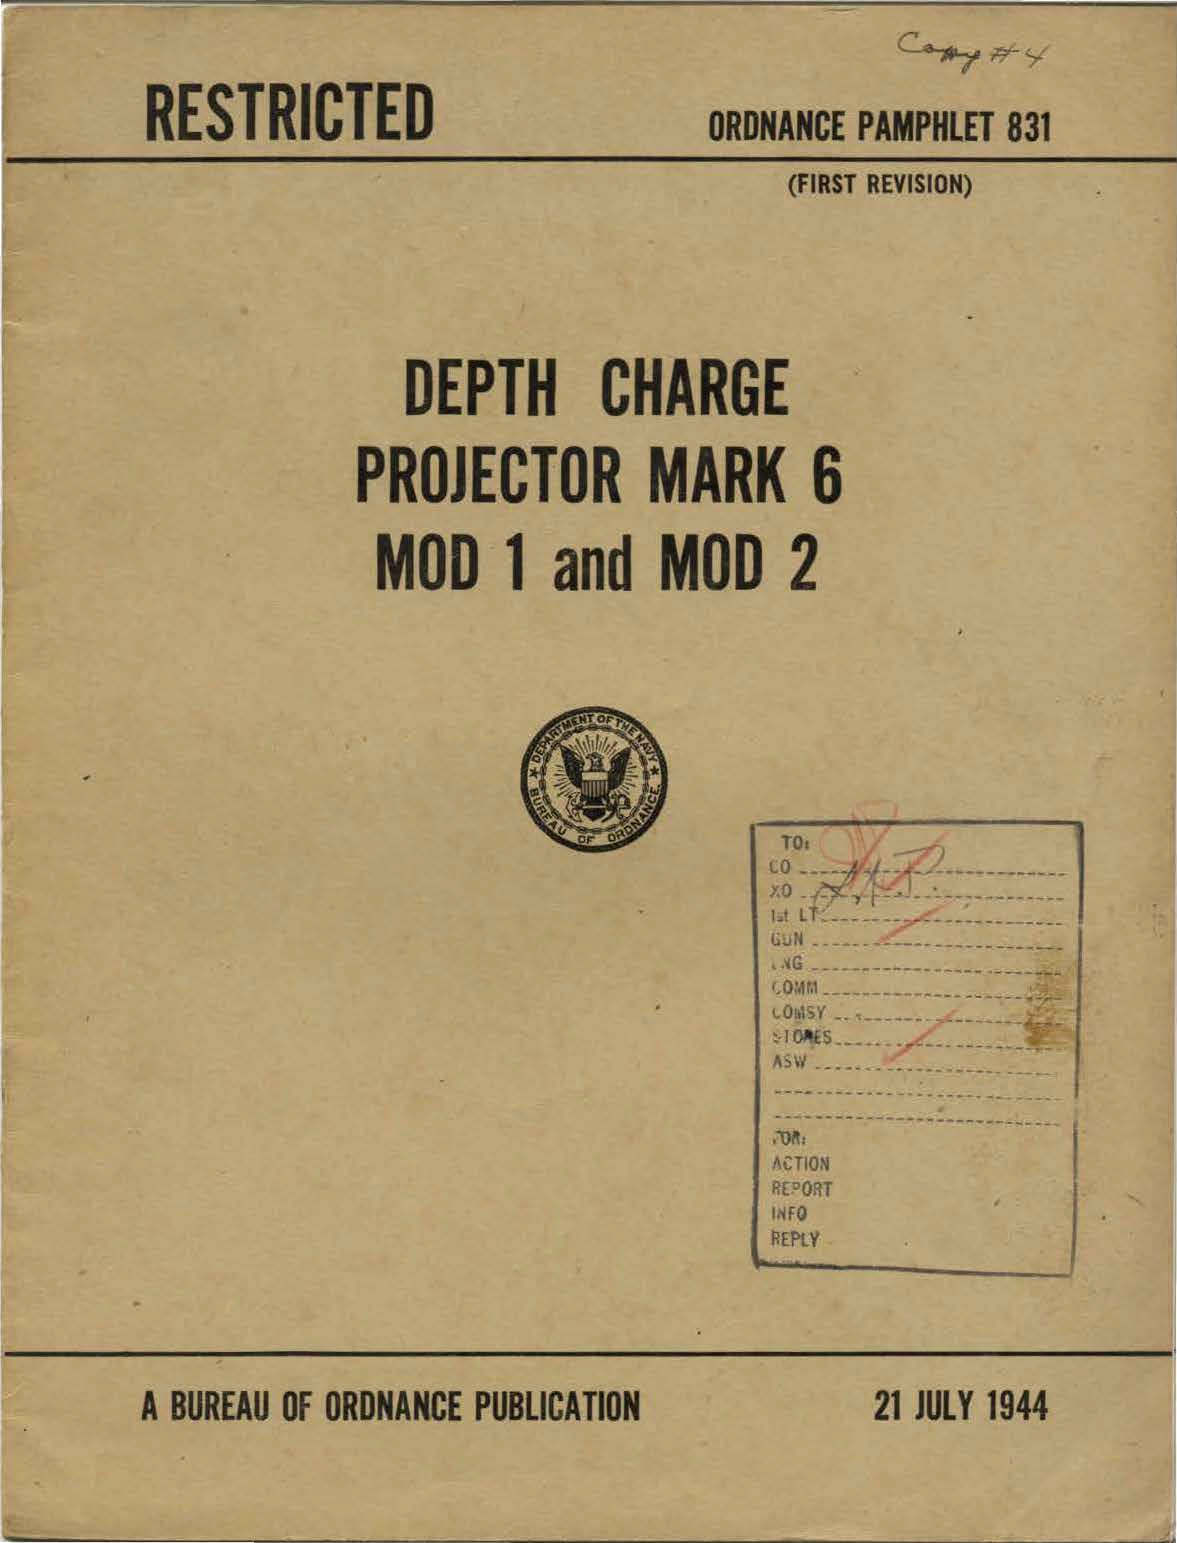 Copy #4
RESTRICTED
ORDNANCE PAMPHLET 831
(FIRST REVISION)
DEPTH CHARGE
PROJECTOR MARK 6
MOD 1 and MOD 2
DEPARTMENT OF THE NAVY
BUREAU OF ORDNANCE
TO:
CO
XO
1st LT
GUN
ENG
COMM
COMSY
STORES
ASW
FOR:
ACTION
REPORT
INFO
REPLY
A BUREAU OF ORDNANCE PUBLICATION
21 JULY 1944